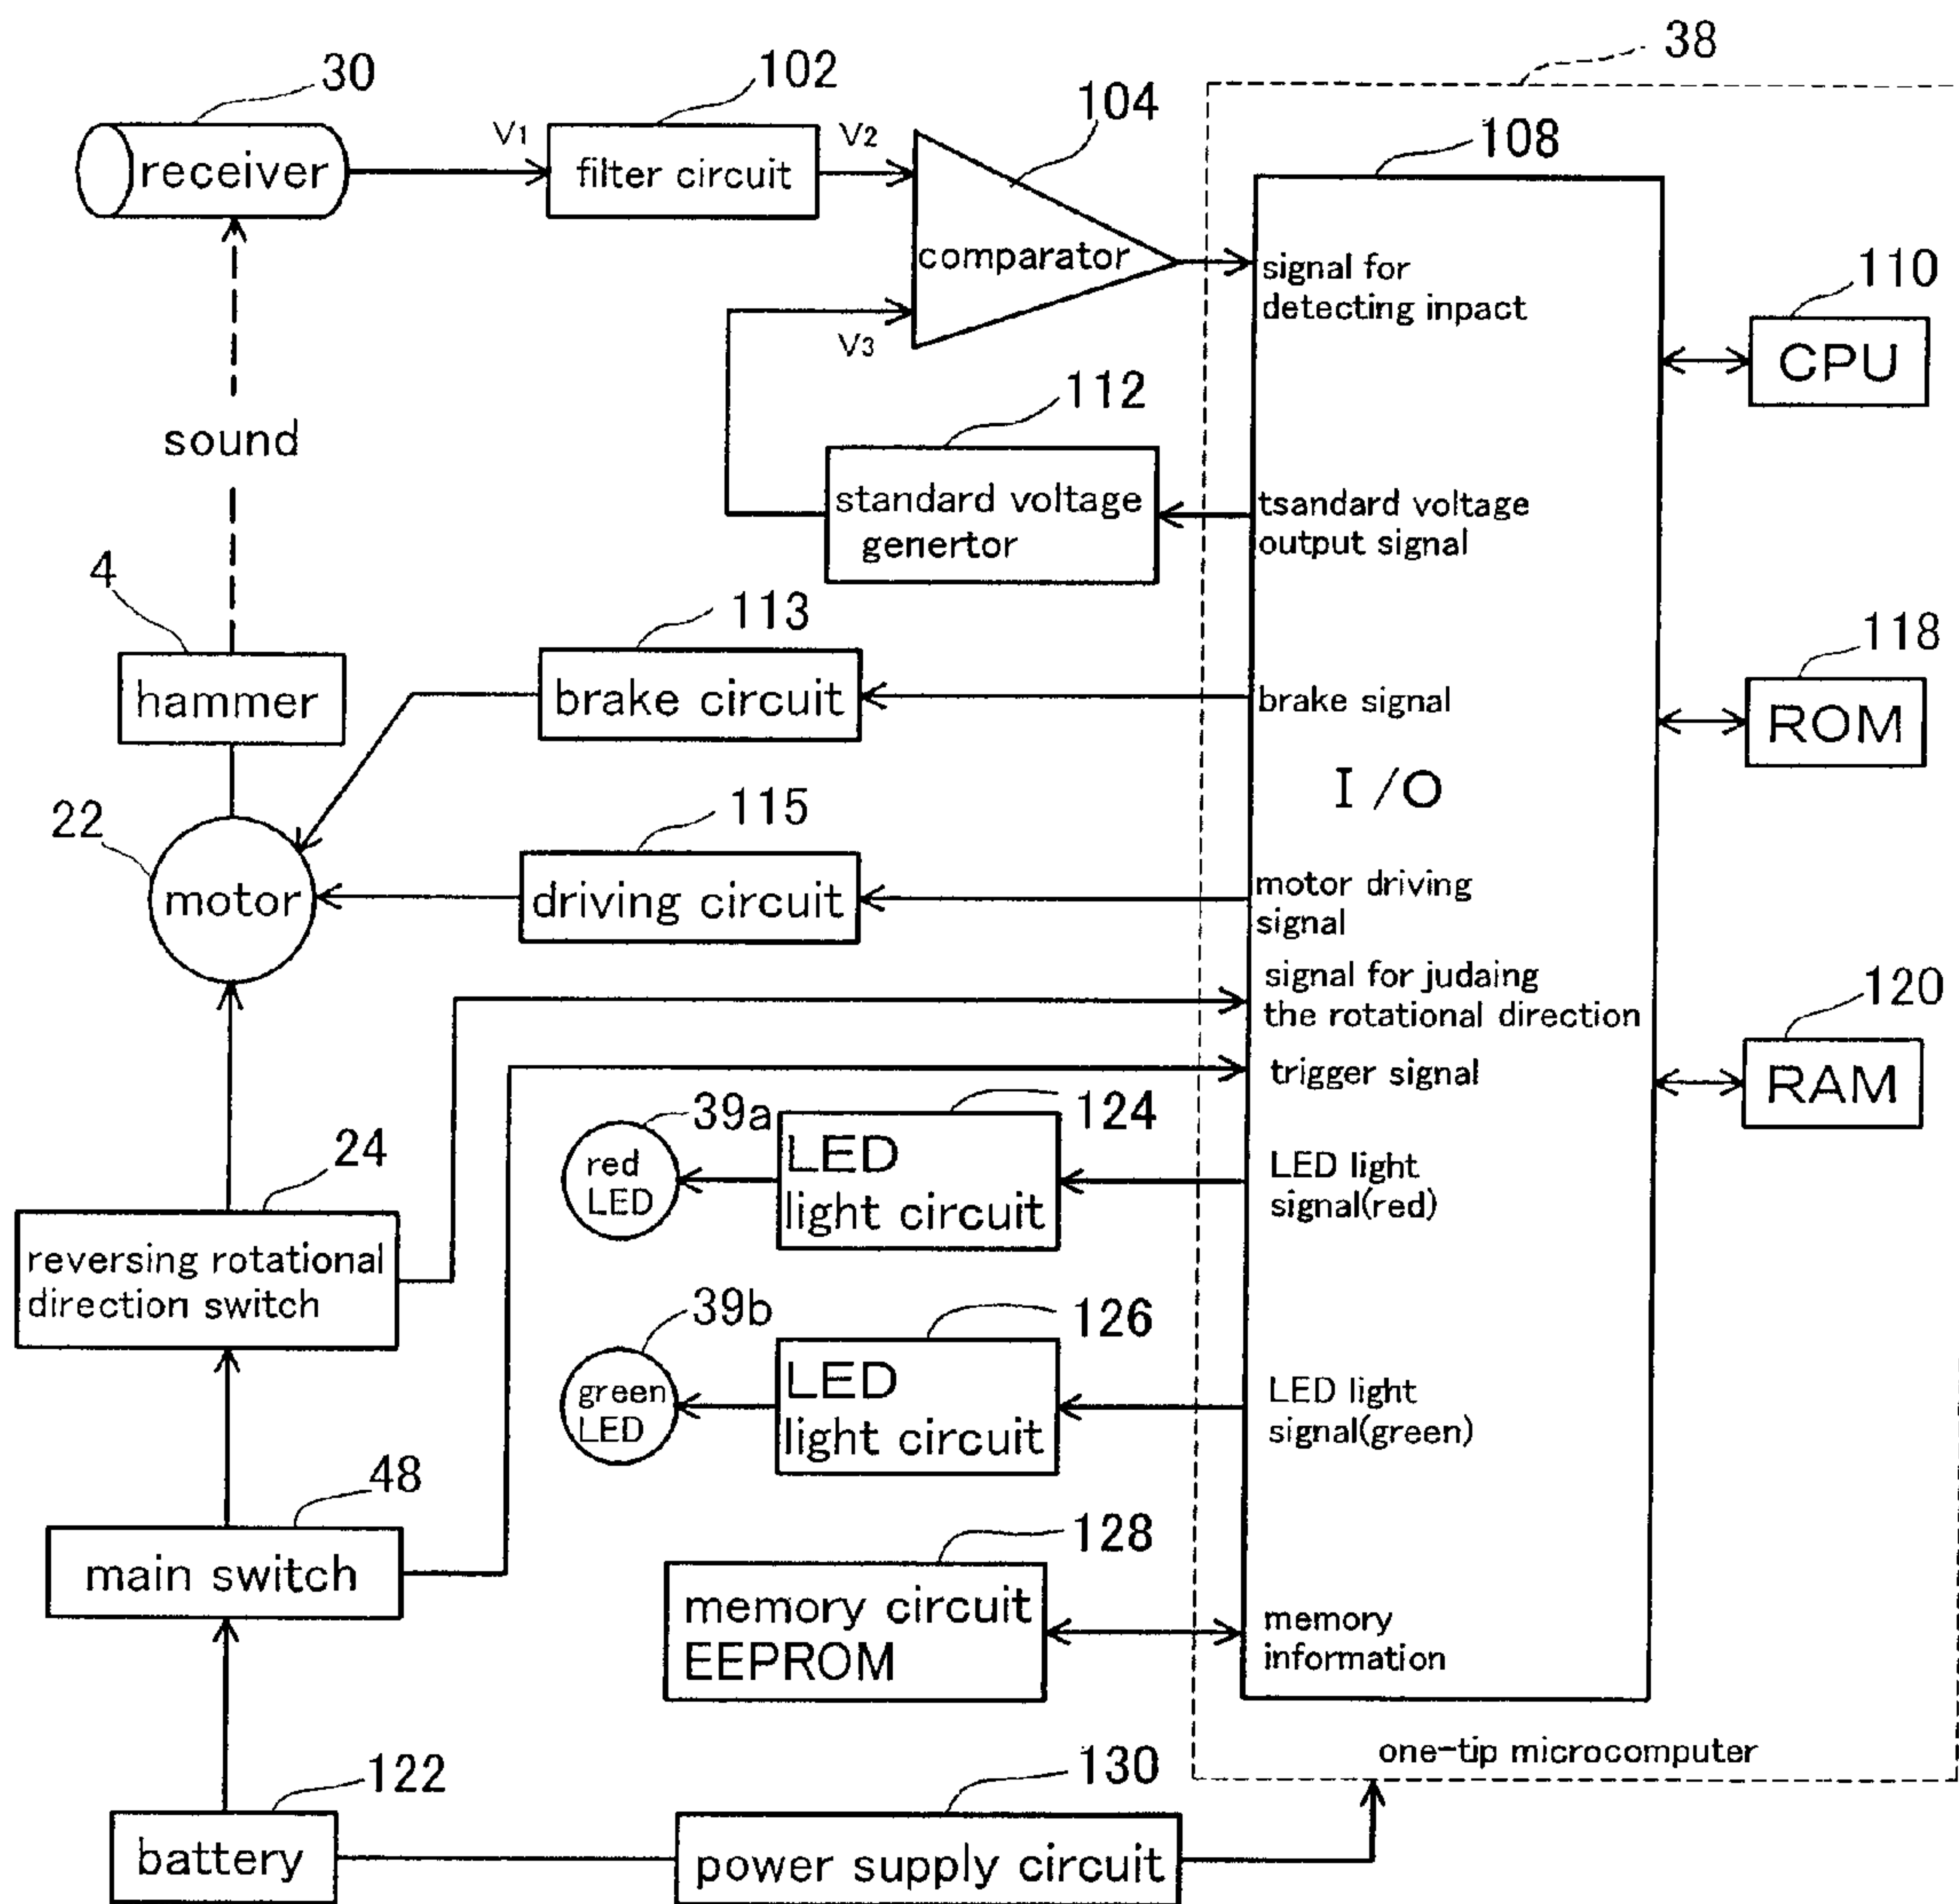 38
30
102
104
108
V1
V2
receiver
filter circuit
comparator
signal for
detecting inpact
110
CPU
V3
112
sound
standard voltage
genertor
tsandard voltage
output signal
4
113
118
hammer
brake circuit
brake signal
ROM
I/O
22
115
motor
driving circuit
motor driving
signal
signal for judaing
the rotational direction
120
trigger signal
RAM
39a
124
24
red
LED
LED
light circuit
LED light
signal(red)
reversing rotational
direction switch
39b
126
green
LED
LED
light circuit
LED light
signal(green)
48
128
main switch
memory circuit
EEPROM
memory
information
one-tip microcomputer
122
130
battery
power supply circuit